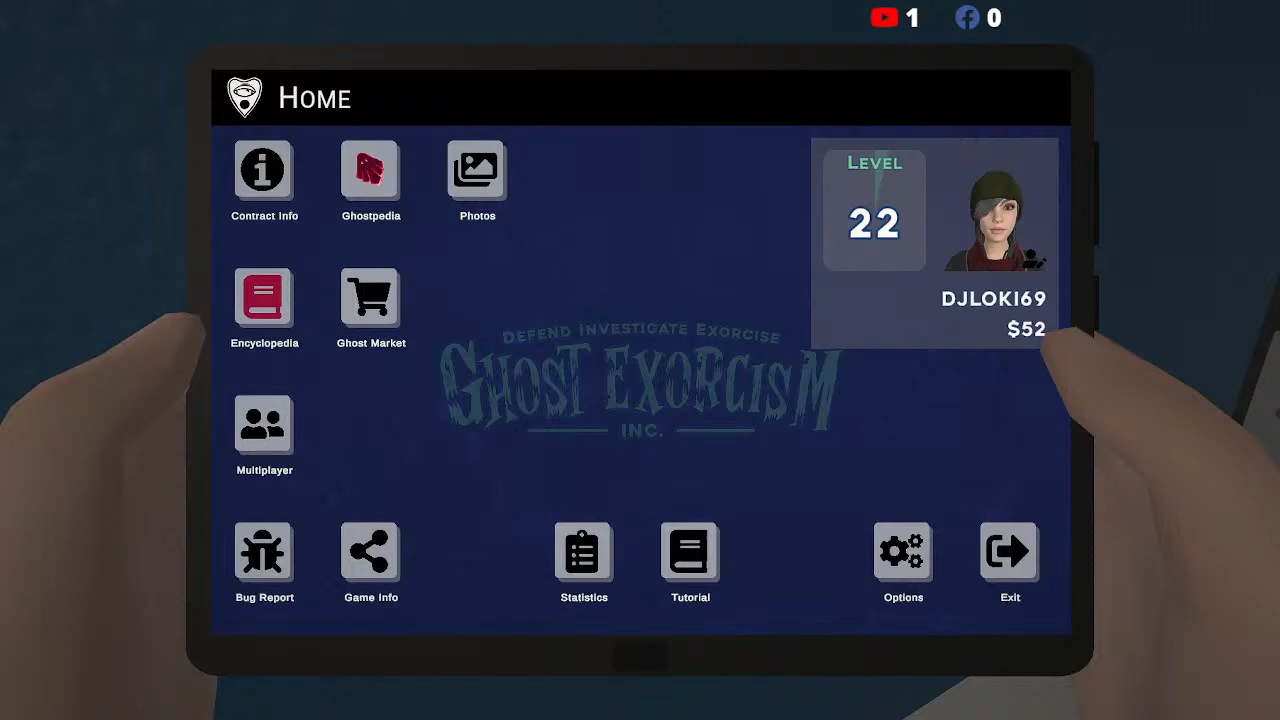 1 0
HOME
Contract Info
Ghostpedia
Photos
LEVEL
22
DJLOKI69
$52
Encyclopedia
Ghost Market
DEFEND INVESTIGATE EXORCISE
GHOST EXORCISM
INC.
Multiplayer
Bug Report
Game Info
Statistics
Tutorial
Options
Exit